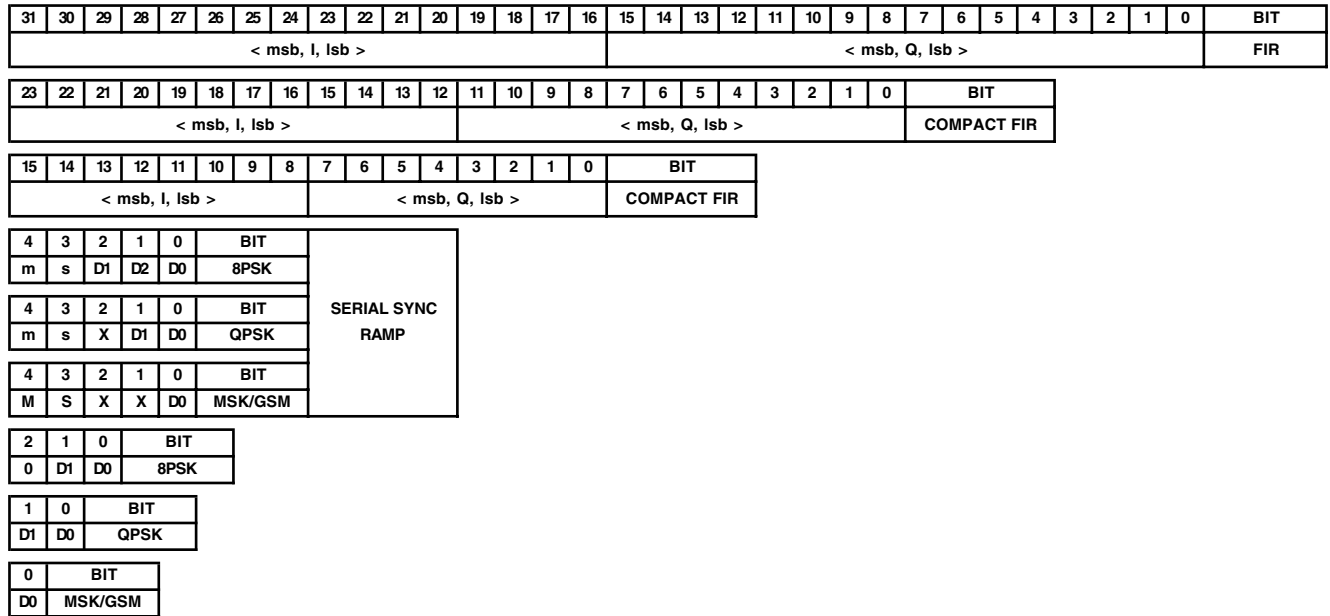 31 30 29 28 27 26 25 24 23 22 21 20 19 18 17 16 15 14 13 12 11 10 9 8 7 6 5 4 3 2 1 0 BIT
< msb, I, lsb > < msb, Q, lsb > FIR
23 22 21 20 19 18 17 16 15 14 13 12 11 10 9 8 7 6 5 4 3 2 1 0 BIT
< msb, I, lsb > < msb, Q, lsb > COMPACT FIR
15 14 13 12 11 10 9 8 7 6 5 4 3 2 1 0 BIT
< msb, I, lsb > < msb, Q, lsb > COMPACT FIR
4 3 2 1 0 BIT
m s D1 D2 D0 8PSK
4 3 2 1 0 BIT
m s X D1 D0 QPSK
4 3 2 1 0 BIT
M S X X D0 MSK/GSM
SERIAL SYNC
RAMP
2 1 0 BIT
0 D1 D0 8PSK
1 0 BIT
D1 D0 QPSK
0 BIT
D0 MSK/GSM